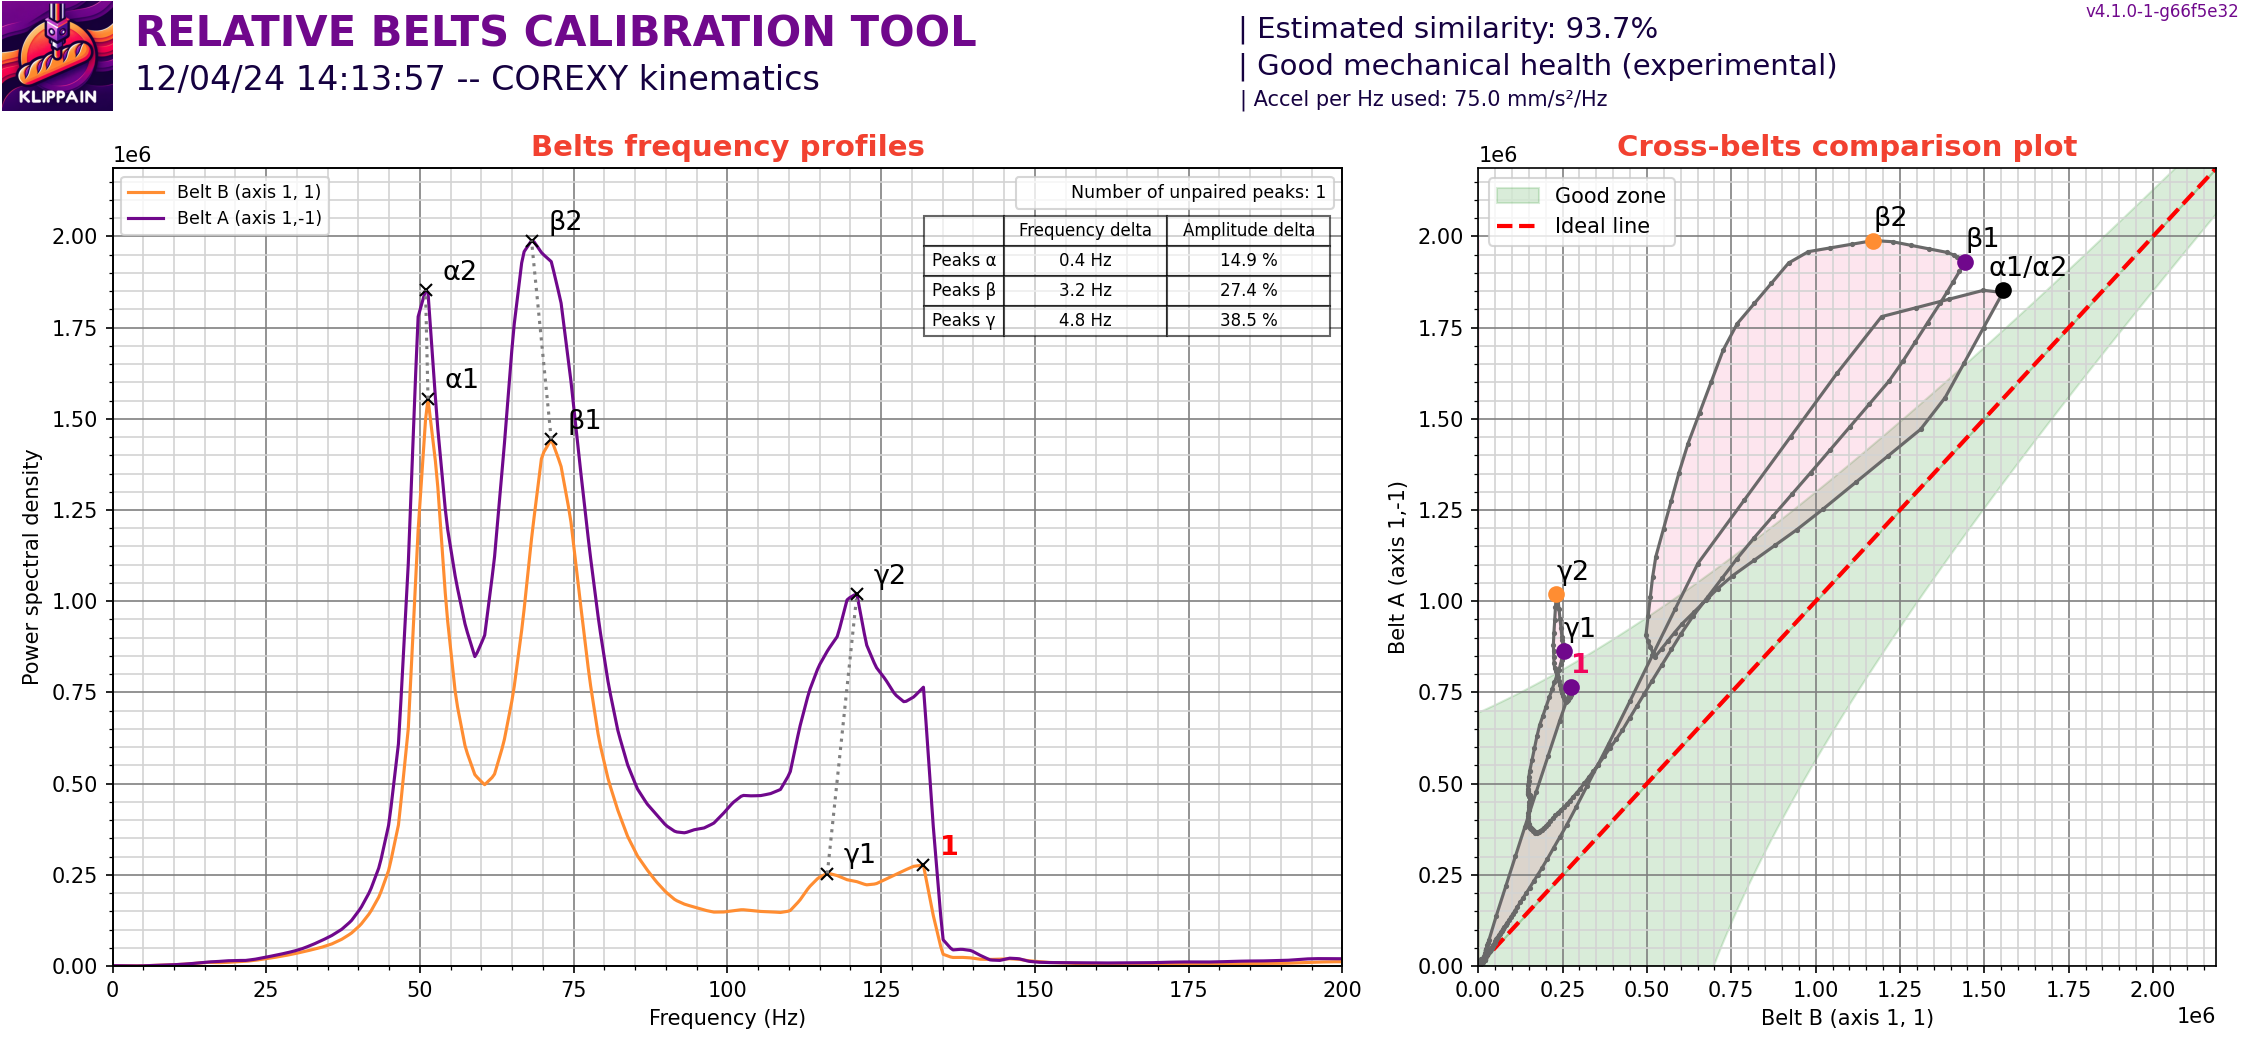 KLIPPAIN
RELATIVE BELTS CALIBRATION TOOL
12/04/24 14:13:57 -- COREXY kinematics
| Estimated similarity: 93.7%
| Good mechanical health (experimental)
| Accel per Hz used: 75.0 mm/s²/Hz
v4.1.0-1-g66f5e32
Belts frequency profiles
1e6
Belt B (axis 1, 1)
Belt A (axis 1,-1)
Number of unpaired peaks: 1
Frequency delta Amplitude delta
Peaks α 0.4 Hz 14.9 %
Peaks β 3.2 Hz 27.4 %
Peaks γ 4.8 Hz 38.5 %
β2
α2
α1
β1
γ2
γ1
1
2.00
1.75
1.50
1.25
1.00
0.75
0.50
0.25
0.00
Power spectral density
0 25 50 75 100 125 150 175 200
Frequency (Hz)
Cross-belts comparison plot
1e6
Good zone
Ideal line
β2
β1
α1/α2
γ2
γ1
1
2.00
1.75
1.50
1.25
1.00
0.75
0.50
0.25
0.00
Belt A (axis 1,-1)
0.00 0.25 0.50 0.75 1.00 1.25 1.50 1.75 2.00
Belt B (axis 1, 1)
1e6